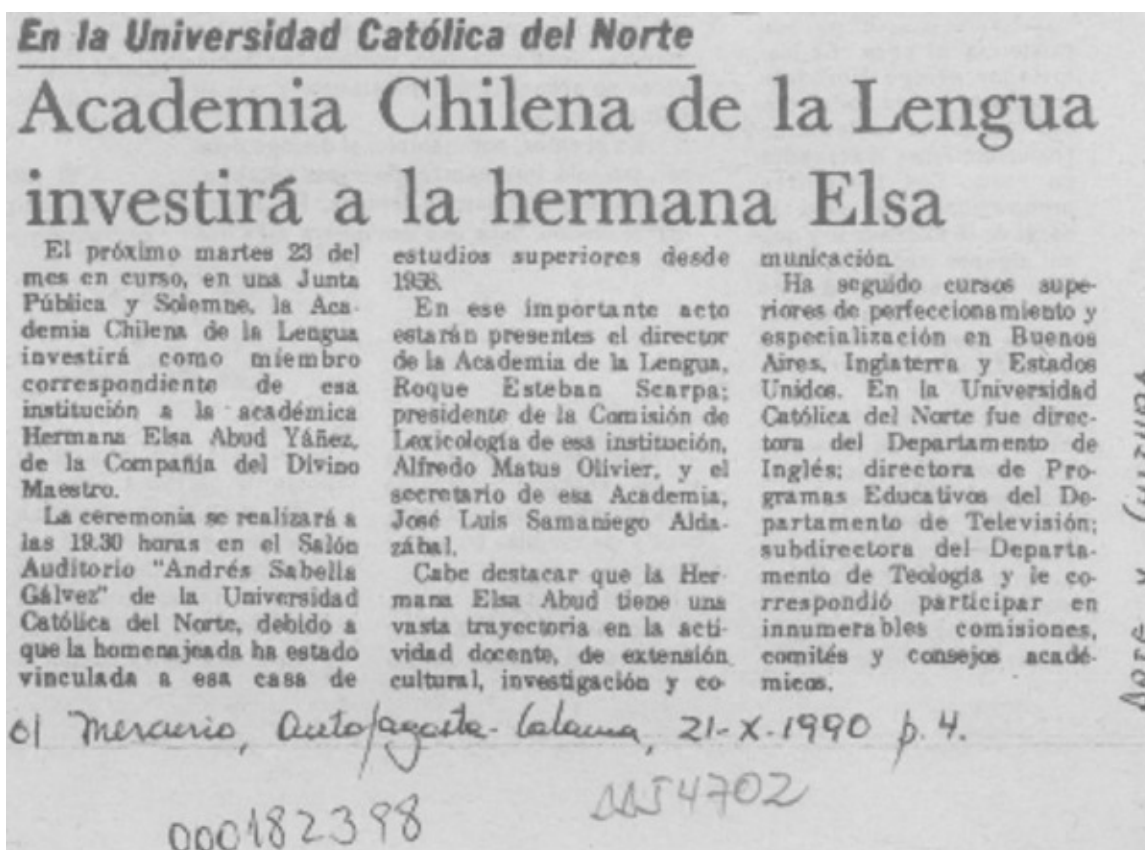 En la Universidad Católica del Norte
Academia Chilena de la Lengua
investirá a la hermana Elsa
El próximo martes 23 del
mes en curso, en una Junta
Pública y Solemne, la Aca-
demia Chilena de la Lengua
investirá como miembro
correspondiente de esa
institución a la académica
Hermana Elsa Abud Yáñez,
de la Compañía del Divino
Maestro.
La ceremonia se realizará a
las 19.30 horas en el Salón
Auditorio "Andrés Sabella
Gálvez" de la Universidad
Católica del Norte, debido a
que la homenajeada ha estado
vinculada a esa casa de
estudios superiores desde
1958.
En ese importante acto
estarán presentes el director
de la Academia de la Lengua,
Roque Esteban Scarpa;
presidente de la Comisión de
Lexicología de esa institución,
Alfredo Matus Olivier, y el
secretario de esa Academia,
José Luis Samaniego Alda-
zábal.
Cabe destacar que la Her-
mana Elsa Abud tiene una
vasta trayectoria en la acti-
vidad docente, de extensión
cultural, investigación y co-
municación.
Ha seguido cursos supe-
riores de perfeccionamiento y
especialización en Buenos
Aires, Inglaterra y Estados
Unidos. En la Universidad
Católica del Norte fue direc-
tora del Departamento de
Inglés; directora de Pro-
gramas Educativos del De-
partamento de Televisión;
subdirectora del Departa-
mento de Teología y le co-
rrespondió participar en
innumerables comisiones,
comités y consejos acadé-
micos.
El Mercurio, Antofagasta-Calama, 21-X-1990 p. 4.
000182398
AAJ4702